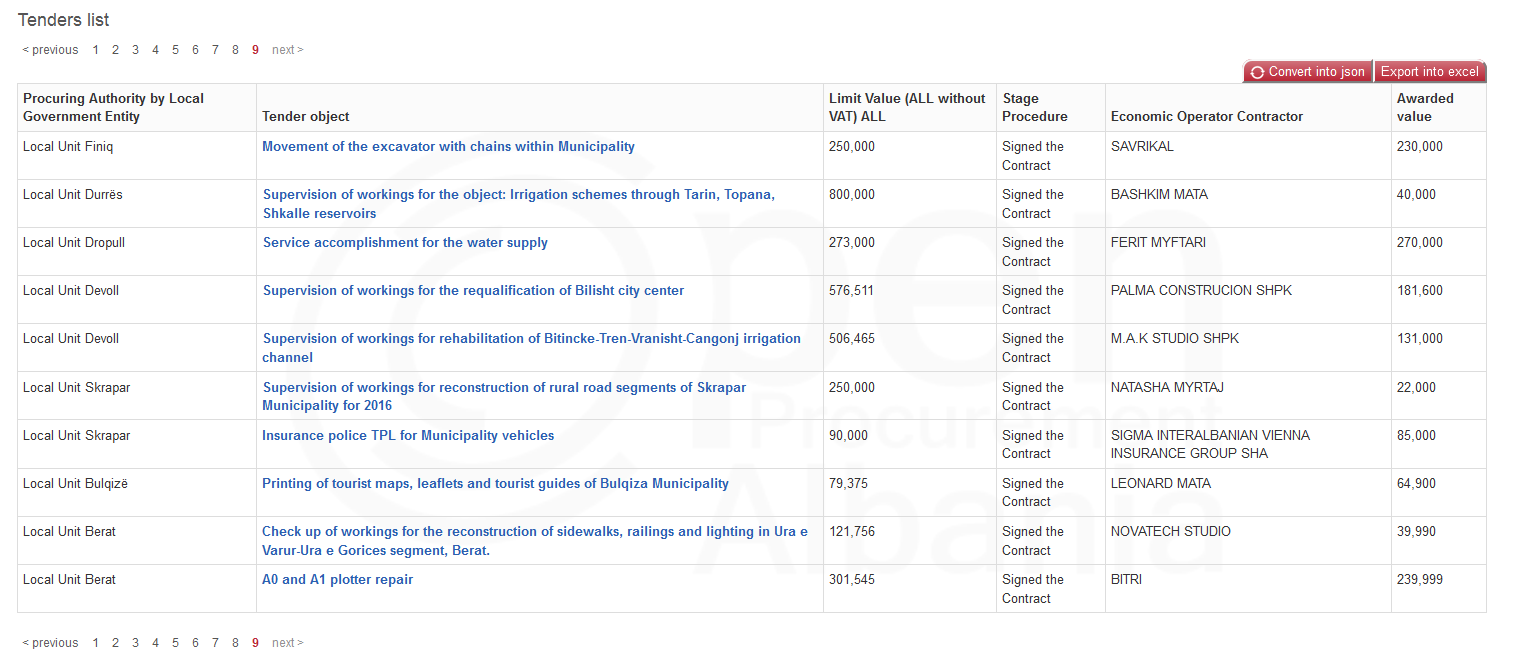 Tenders list
< previous 1 2 3 4 5 6 7 8 9 next >
Convert into json Export into excel
Procuring Authority by Local Government Entity Tender object Limit Value (ALL without VAT) ALL Stage Procedure Economic Operator Contractor Awarded value
Local Unit Finiq Movement of the excavator with chains within Municipality 250,000 Signed the Contract SAVRIKAL 230,000
Local Unit Durrës Supervision of workings for the object: Irrigation schemes through Tarin, Topana, Shkalle reservoirs 800,000 Signed the Contract BASHKIM MATA 40,000
Local Unit Dropull Service accomplishment for the water supply 273,000 Signed the Contract FERIT MYFTARI 270,000
Local Unit Devoll Supervision of workings for the requalification of Bilisht city center 576,511 Signed the Contract PALMA CONSTRUCION SHPK 181,600
Local Unit Devoll Supervision of workings for rehabilitation of Bitincke-Tren-Vranisht-Cangonj irrigation channel 506,465 Signed the Contract M.A.K STUDIO SHPK 131,000
Local Unit Skrapar Supervision of workings for reconstruction of rural road segments of Skrapar Municipality for 2016 250,000 Signed the Contract NATASHA MYRTAJ 22,000
Local Unit Skrapar Insurance police TPL for Municipality vehicles 90,000 Signed the Contract SIGMA INTERALBANIAN VIENNA INSURANCE GROUP SHA 85,000
Local Unit Bulqizë Printing of tourist maps, leaflets and tourist guides of Bulqiza Municipality 79,375 Signed the Contract LEONARD MATA 64,900
Local Unit Berat Check up of workings for the reconstruction of sidewalks, railings and lighting in Ura e Varur-Ura e Gorices segment, Berat. 121,756 Signed the Contract NOVATECH STUDIO 39,990
Local Unit Berat A0 and A1 plotter repair 301,545 Signed the Contract BITRI 239,999
Open
Procurement
Albania
< previous 1 2 3 4 5 6 7 8 9 next >